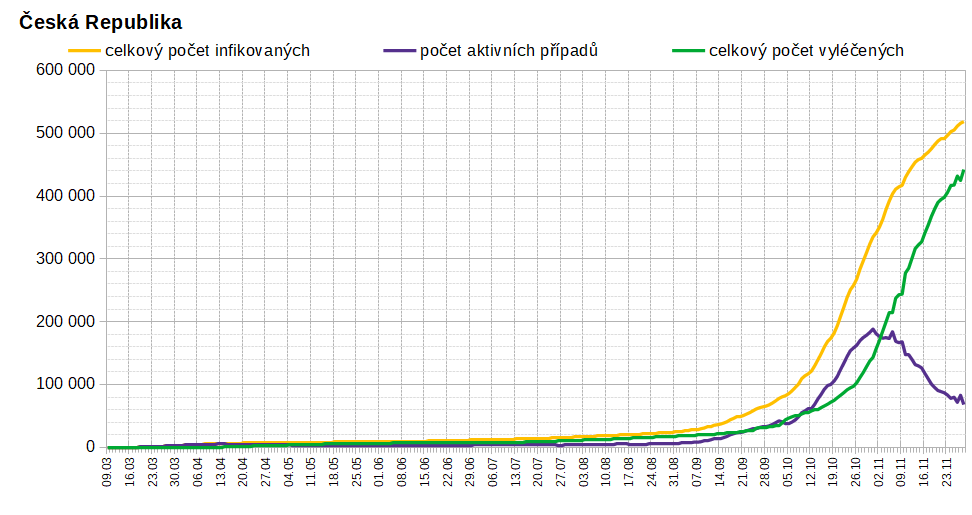 Česká Republika
celkový počet infikovaných počet aktivních případů celkový počet vyléčených
600 000
500 000
400 000
300 000
200 000
100 000
0
09.03 16.03 23.03 30.03 06.04 13.04 20.04 27.04 04.05 11.05 18.05 25.05 01.06 08.06 15.06 22.06 29.06 06.07 13.07 20.07 27.07 03.08 10.08 17.08 24.08 31.08 07.09 14.09 21.09 28.09 05.10 12.10 19.10 26.10 02.11 09.11 16.11 23.11